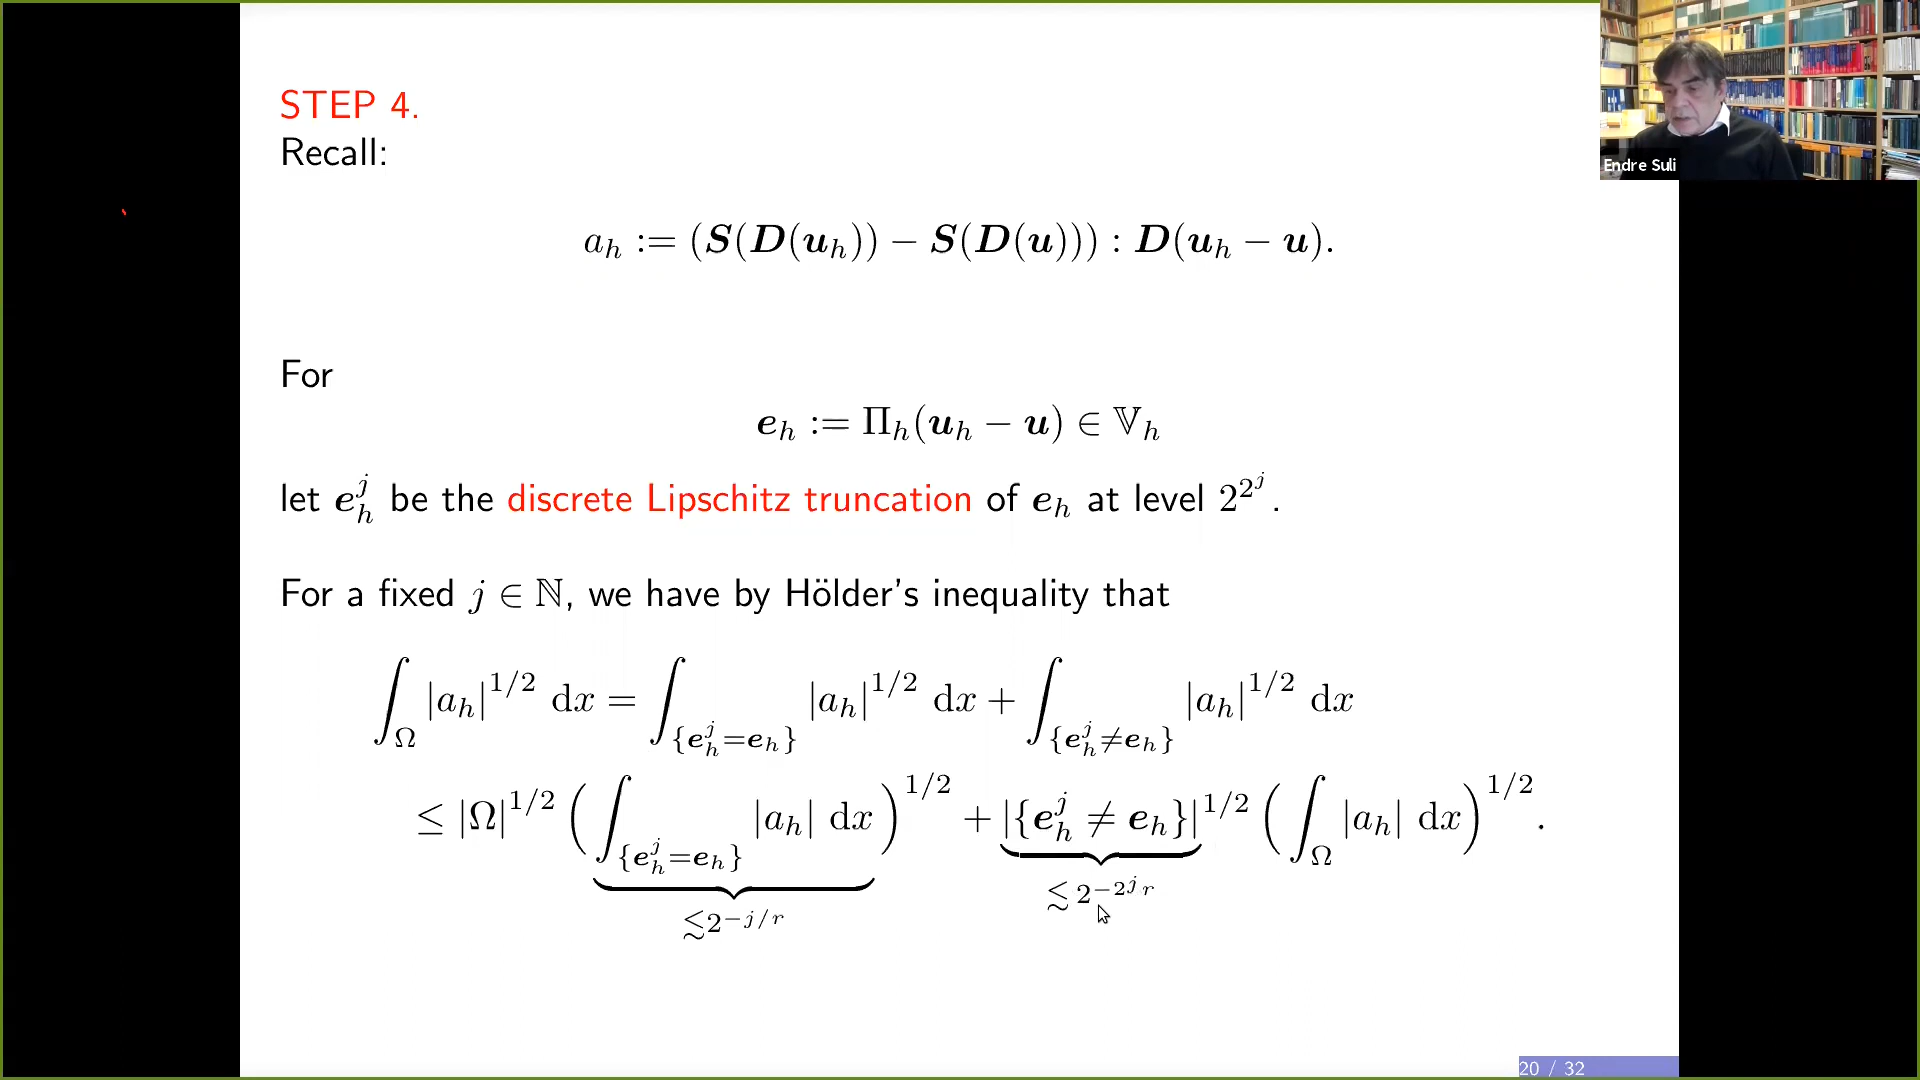 STEP 4.
Recall:
a_h := (S(D(u_h)) − S(D(u))) : D(u_h − u).
For
e_h := Π_h(u_h − u) ∈ 𝕍_h
let e_h^j be the discrete Lipschitz truncation of e_h at level 2^{2^j}.
For a fixed j ∈ ℕ, we have by Hölder's inequality that
∫_Ω |a_h|^{1/2} dx = ∫_{{e_h^j=e_h}} |a_h|^{1/2} dx + ∫_{{e_h^j≠e_h}} |a_h|^{1/2} dx
≤ |Ω|^{1/2} (∫_{{e_h^j=e_h}} |a_h| dx)^{1/2} + |{e_h^j ≠ e_h}|^{1/2} (∫_Ω |a_h| dx)^{1/2}.
≲2^{−j/r} ≲ 2^{−2^j r}
Endre Suli
20 / 32